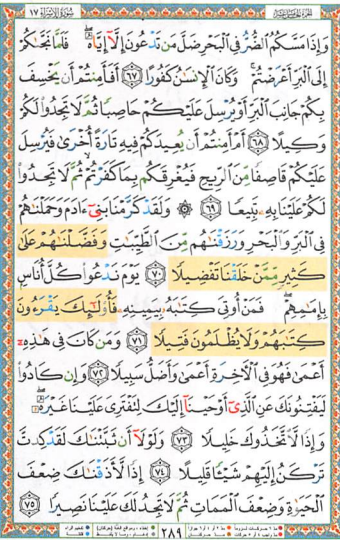 الجزء الخامس عشر سورة الإسراء ١٧
وَإِذَا مَسَّكُمُ الضُّرُّ فِي الْبَحْرِ ضَلَّ مَن تَدْعُونَ إِلَّا إِيَّاهُ ۖ فَلَمَّا نَجَّاكُمْ
إِلَى الْبَرِّ أَعْرَضْتُمْ ۚ وَكَانَ الْإِنسَانُ كَفُورًا ٦٧ أَفَأَمِنتُمْ أَن يَخْسِفَ
بِكُمْ جَانِبَ الْبَرِّ أَوْ يُرْسِلَ عَلَيْكُمْ حَاصِبًا ثُمَّ لَا تَجِدُوا لَكُمْ
وَكِيلًا ٦٨ أَمْ أَمِنتُمْ أَن يُعِيدَكُمْ فِيهِ تَارَةً أُخْرَىٰ فَيُرْسِلَ
عَلَيْكُمْ قَاصِفًا مِّنَ الرِّيحِ فَيُغْرِقَكُم بِمَا كَفَرْتُمْ ۙ ثُمَّ لَا تَجِدُوا
لَكُمْ عَلَيْنَا بِهِ تَبِيعًا ٦٩ ۞ وَلَقَدْ كَرَّمْنَا بَنِي آدَمَ وَحَمَلْنَاهُمْ
فِي الْبَرِّ وَالْبَحْرِ وَرَزَقْنَاهُم مِّنَ الطَّيِّبَاتِ وَفَضَّلْنَاهُمْ عَلَىٰ
كَثِيرٍ مِّمَّنْ خَلَقْنَا تَفْضِيلًا ٧٠ يَوْمَ نَدْعُوا كُلَّ أُنَاسٍ
بِإِمَامِهِمْ ۖ فَمَنْ أُوتِيَ كِتَابَهُ بِيَمِينِهِ فَأُولَٰئِكَ يَقْرَءُونَ
كِتَابَهُمْ وَلَا يُظْلَمُونَ فَتِيلًا ٧١ وَمَن كَانَ فِي هَٰذِهِ
أَعْمَىٰ فَهُوَ فِي الْآخِرَةِ أَعْمَىٰ وَأَضَلُّ سَبِيلًا ٧٢ وَإِن كَادُوا
لَيَفْتِنُونَكَ عَنِ الَّذِي أَوْحَيْنَا إِلَيْكَ لِتَفْتَرِيَ عَلَيْنَا غَيْرَهُ ۖ
وَإِذًا لَّاتَّخَذُوكَ خَلِيلًا ٧٣ وَلَوْلَا أَن ثَبَّتْنَاكَ لَقَدْ كِدتَّ
تَرْكَنُ إِلَيْهِمْ شَيْئًا قَلِيلًا ٧٤ إِذًا لَّأَذَقْنَاكَ ضِعْفَ
الْحَيَاةِ وَضِعْفَ الْمَمَاتِ ثُمَّ لَا تَجِدُ لَكَ عَلَيْنَا نَصِيرًا ٧٥
٢٨٩